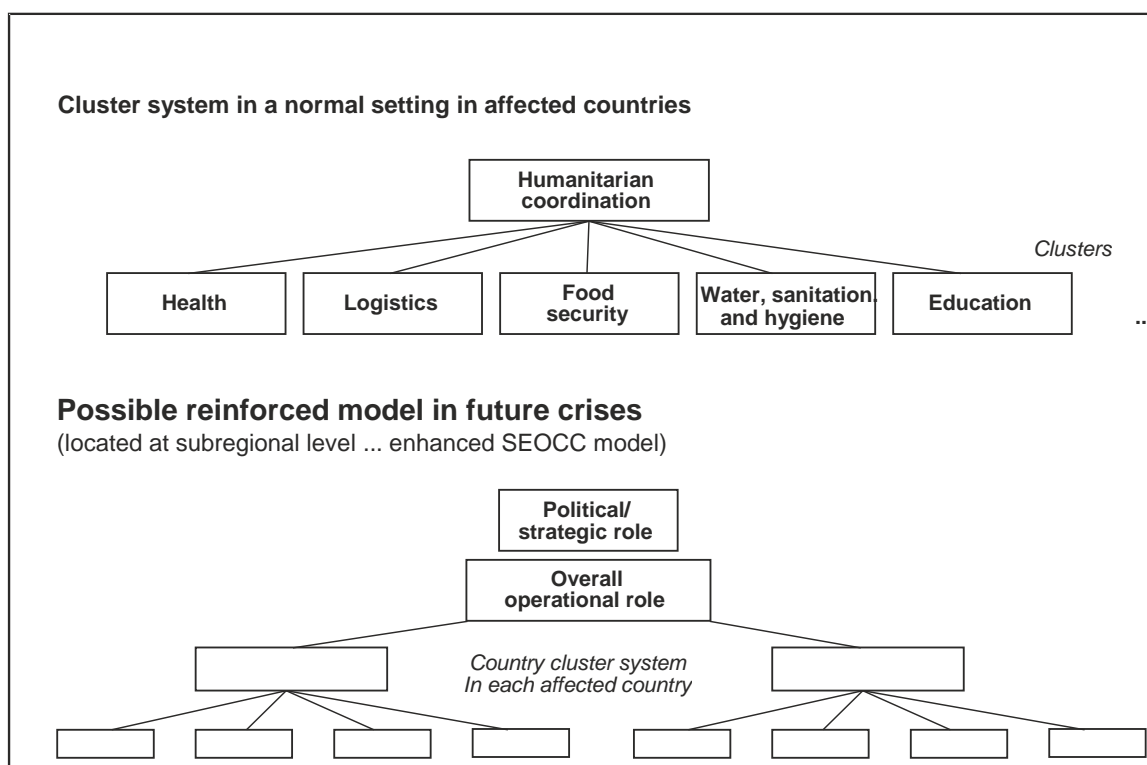 Cluster system in a normal setting in affected countries
Humanitarian
coordination
Clusters
Health
Logistics
Food
security
Water, sanitation.
and hygiene
Education
..
Possible reinforced model in future crises
(located at subregional level ... enhanced SEOCC model)
Political/
strategic role
Overall
operational role
Country cluster system
In each affected country